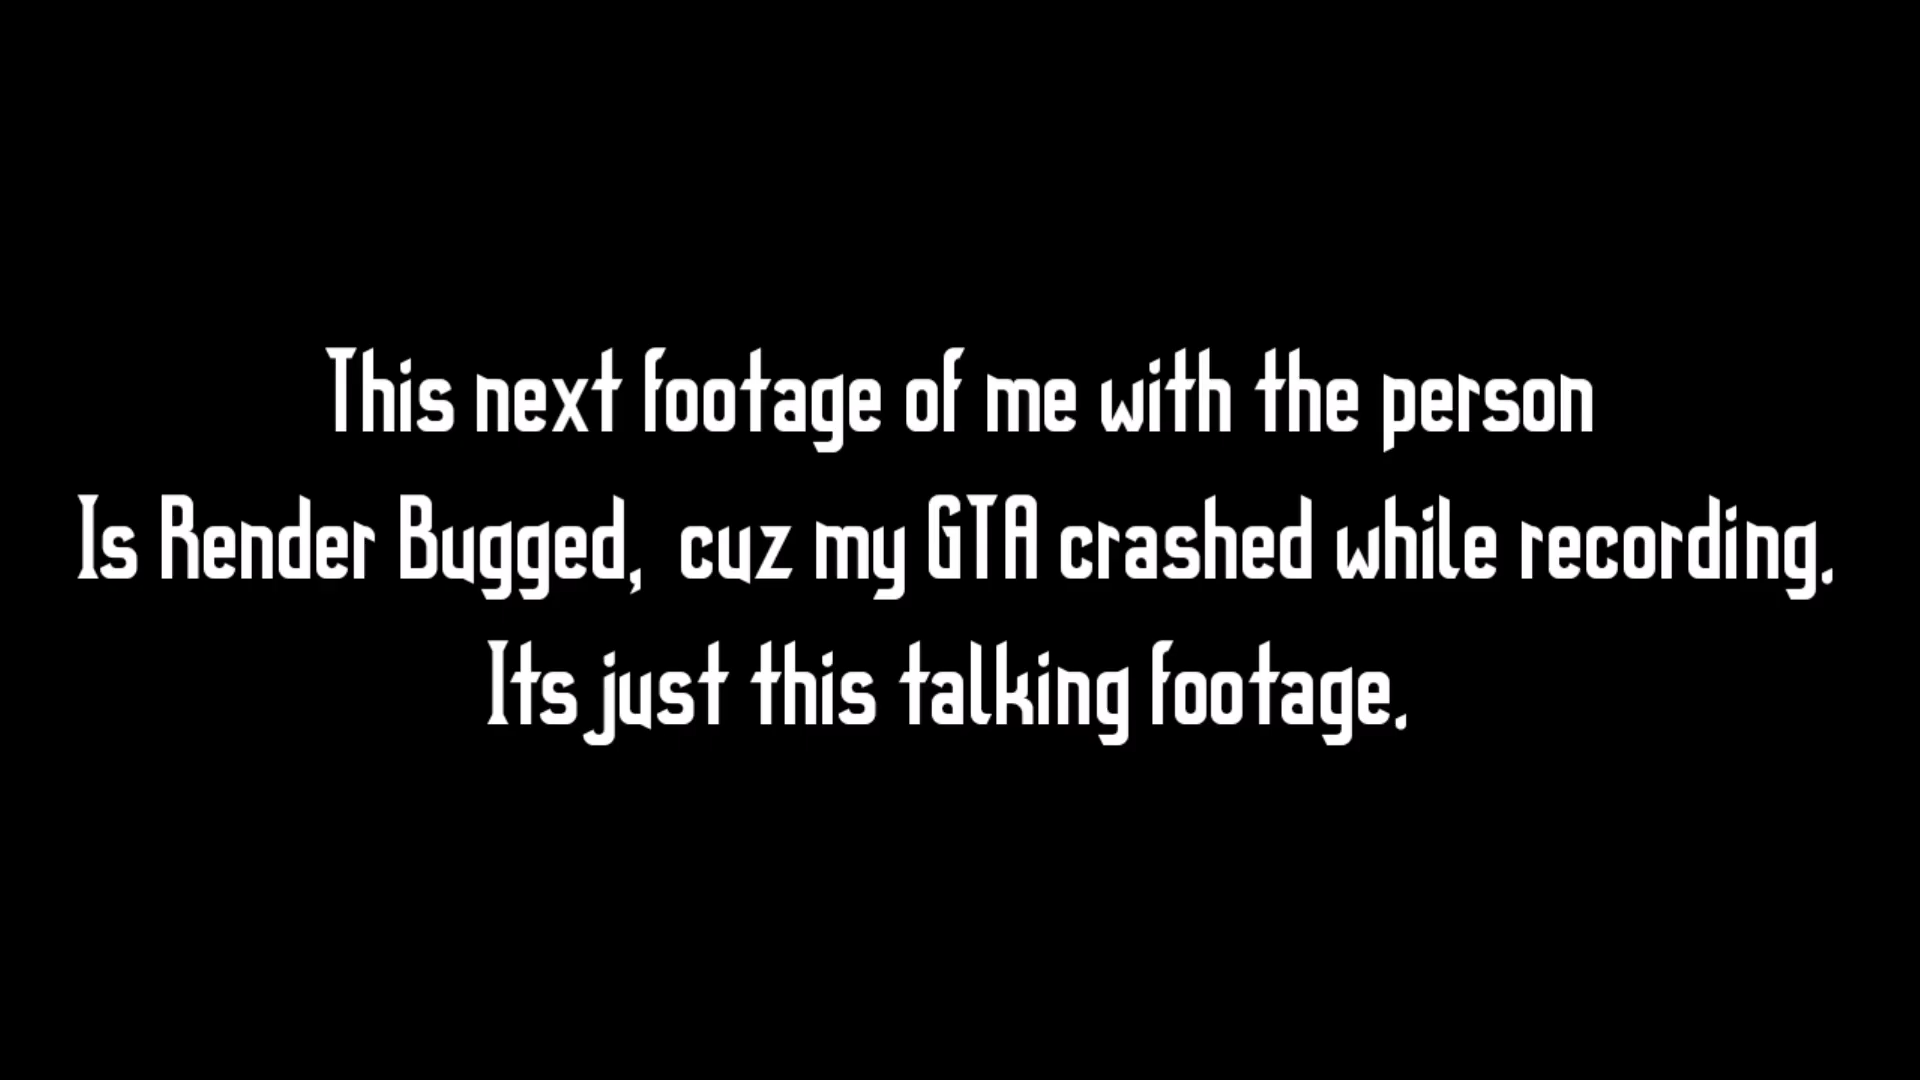 This next footage of me with the person
Is Render Bugged, cuz my GTA crashed while recording.
Its just this talking footage.